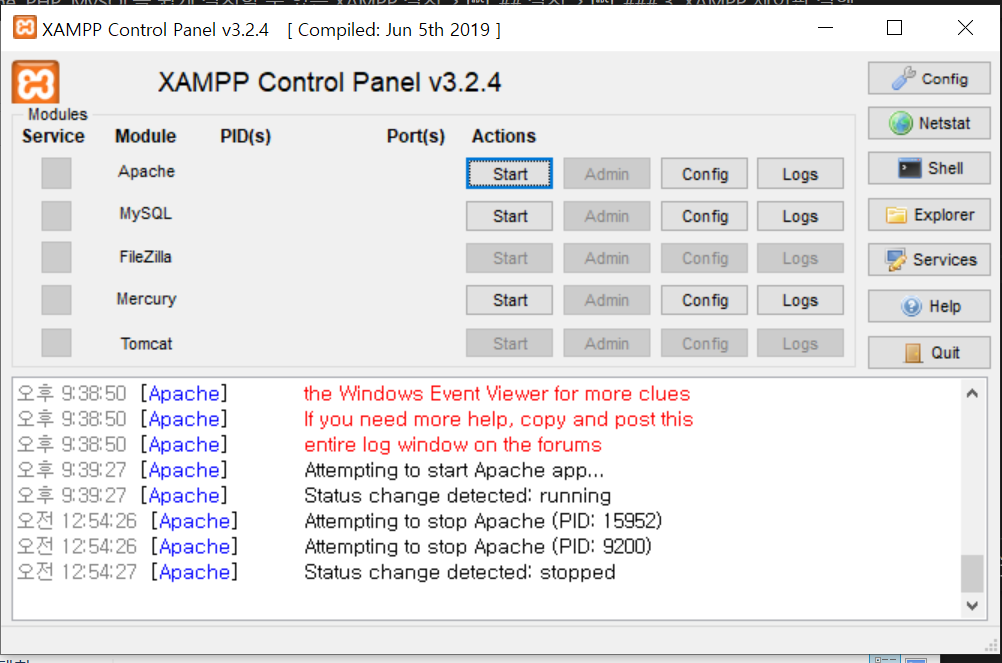 XAMPP Control Panel v3.2.4 [ Compiled: Jun 5th 2019 ]
XAMPP Control Panel v3.2.4
Config
Modules
Service Module PID(s) Port(s) Actions
Netstat
Apache Start Admin Config Logs
Shell
MySQL Start Admin Config Logs
Explorer
FileZilla Start Admin Config Logs
Services
Mercury Start Admin Config Logs
Help
Tomcat Start Admin Config Logs
Quit
오후 9:38:50 [Apache] the Windows Event Viewer for more clues
오후 9:38:50 [Apache] If you need more help, copy and post this
오후 9:38:50 [Apache] entire log window on the forums
오후 9:39:27 [Apache] Attempting to start Apache app...
오후 9:39:27 [Apache] Status change detected: running
오전 12:54:26 [Apache] Attempting to stop Apache (PID: 15952)
오전 12:54:26 [Apache] Attempting to stop Apache (PID: 9200)
오전 12:54:27 [Apache] Status change detected: stopped